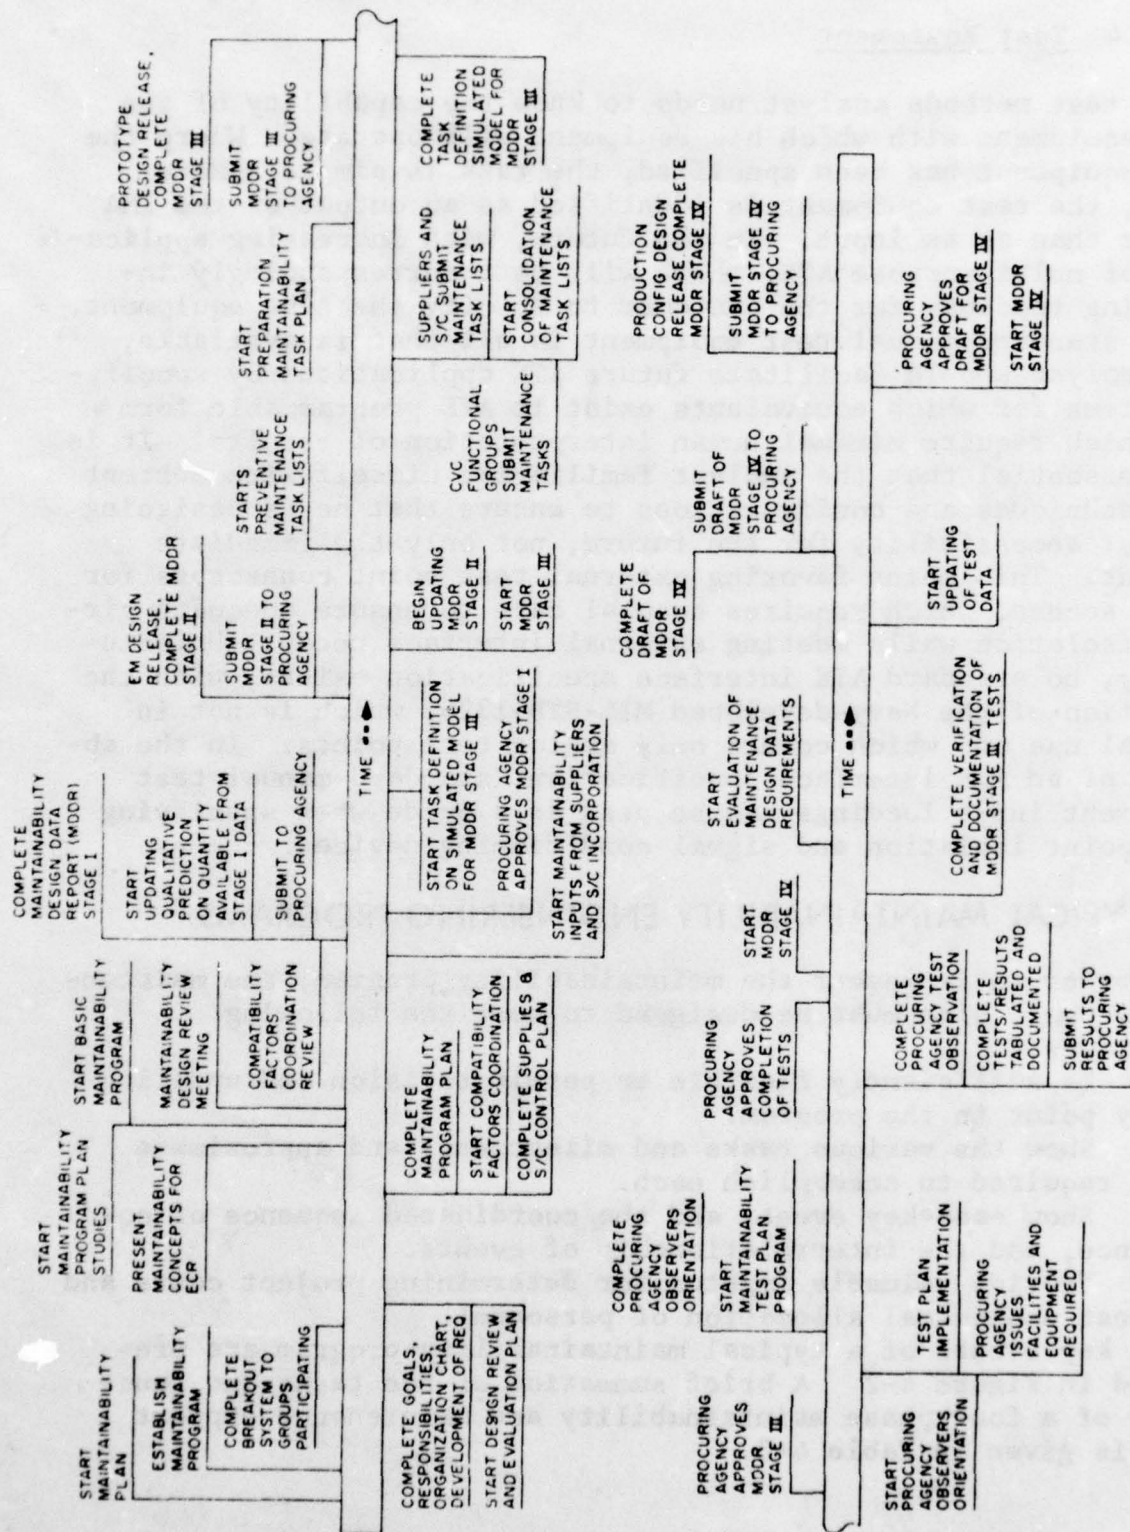 START
MAINTAINABILITY
PLAN
ESTABLISH
MAINTAINABILITY
PROGRAM
COMPLETE
BREAKOUT
SYSTEM TO
GROUPS
PARTICIPATING
START
MAINTAINABILITY
PROGRAM PLAN
STUDIES
PRESENT
MAINTAINABILITY
CONCEPTS FOR
ECR
START BASIC
MAINTAINABILITY
PROGRAM
MAINTAINABILITY
DESIGN REVIEW
MEETING
COMPATIBILITY
FACTORS
COORDINATION
REVIEW
COMPLETE
MAINTAINABILITY
DESIGN DATA
REPORT (MDDR)
STAGE I
START
UPDATING
QUALITATIVE
PREDICTION
ON QUANTITY
AVAILABLE FROM
STAGE I DATA
SUBMIT TO
PROCURING AGENCY
EM DESIGN
RELEASE,
COMPLETE MDDR
STAGE II
SUBMIT
MDDR
STAGE II TO
PROCURING
AGENCY
STARTS
PREVENTIVE
MAINTENANCE
TASK LISTS
START
PREPARATION
MAINTAINABILITY
TASK PLAN
PROTOTYPE
DESIGN RELEASE,
COMPLETE
MDDR
STAGE III
SUBMIT
MDDR
STAGE III
TO PROCURING
AGENCY
TIME
COMPLETE GOALS,
RESPONSIBILITIES,
ORGANIZATION CHART,
DEVELOPMENT OF REQ
START DESIGN REVIEW
AND EVALUATION PLAN
COMPLETE
MAINTAINABILITY
PROGRAM PLAN
START COMPATIBILITY
FACTORS COORDINATION
COMPLETE SUPPLIES &
S/C CONTROL PLAN
START TASK DEFINITION
ON SIMULATED MODEL
FOR MDDR STAGE III
PROCURING AGENCY
APPROVES MDDR STAGE I
START MAINTAINABILITY
INPUTS FROM SUPPLIERS
AND S/C INCORPORATION
BEGIN
UPDATING
MDDR
STAGE II
START
MDDR
STAGE III
CVC
FUNCTIONAL
GROUPS
SUBMIT
MAINTENANCE
TASKS
SUPPLIERS AND
S/C SUBMIT
MAINTENANCE
TASK LISTS
START
CONSOLIDATION
OF MAINTENANCE
TASK LISTS
COMPLETE
TASK
DEFINITION
SIMULATED
MODEL, FOR
MDDR
STAGE III
PROCURING
AGENCY
APPROVES
MDDR
STAGE III
COMPLETE
PROCURING
AGENCY
OBSERVERS
ORIENTATION
START
MAINTAINABILITY
TEST PLAN
PROGRAM
PROCURING
AGENCY
APPROVES
COMPLETION
OF TESTS
START
MDDR
STAGE IV
START
EVALUATION OF
MAINTENANCE
DESIGN DATA
REQUIREMENTS
COMPLETE
DRAFT OF
MDDR
STAGE IV
SUBMIT
DRAFT OF
MDDR
STAGE IV TO
PROCURING
AGENCY
PRODUCTION
CONFIG DESIGN
RELEASE COMPLETE
MDDR STAGE IV
SUBMIT
MDDR STAGE IV
TO PROCURING
AGENCY
TIME
START
PROCURING
AGENCY
OBSERVERS
ORIENTATION
TEST PLAN
IMPLEMENTATION
PROCURING
AGENCY
ISSUES
FACILITIES AND
EQUIPMENT
REQUIRED
COMPLETE
PROCURING
AGENCY TEST
OBSERVATION
COMPLETE
TESTS/RESULTS
TABULATED AND
DOCUMENTED
SUBMIT
RESULTS TO
PROCURING
AGENCY
COMPLETE VERIFICATION
AND DOCUMENTATION OF
MDDR STAGE III TESTS
START
UPDATING
OF TEST
DATA
PROCURING
AGENCY
APPROVES
DRAFT FOR
MDDR STAGE IV
START MDDR
STAGE IV